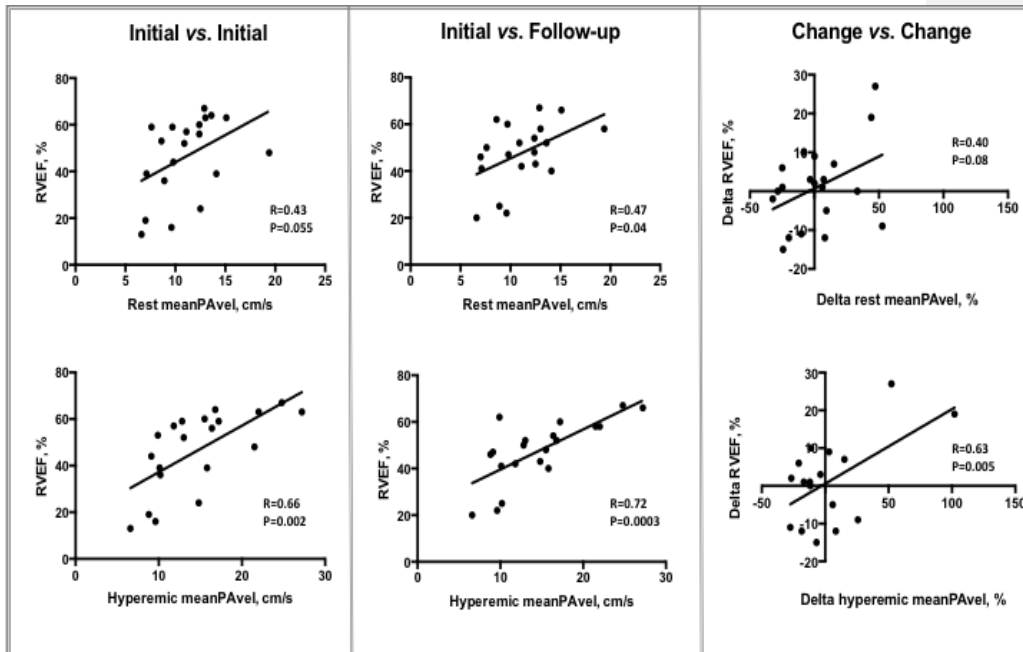 Initial vs. Initial
80
60
40
20
0
RVEF, %
R=0.43
P=0.055
0 5 10 15 20 25
Rest meanPAvel, cm/s
80
60
40
20
0
RVEF, %
R=0.66
P=0.002
0 10 20 30
Hyperemic meanPAvel, cm/s
Initial vs. Follow-up
80
60
40
20
0
RVEF, %
R=0.47
P=0.04
0 5 10 15 20 25
Rest meanPAvel, cm/s
80
60
40
20
0
RVEF, %
R=0.72
P=0.0003
0 10 20 30
Hyperemic meanPAvel, cm/s
Change vs. Change
30
20
10
-10
-20
Delta RVEF, %
R=0.40
P=0.08
-50 50 100 150
Delta rest meanPAvel, %
30
20
10
-10
-20
Delta RVEF, %
R=0.63
P=0.005
-50 50 100 150
Delta hyperemic meanPAvel, %